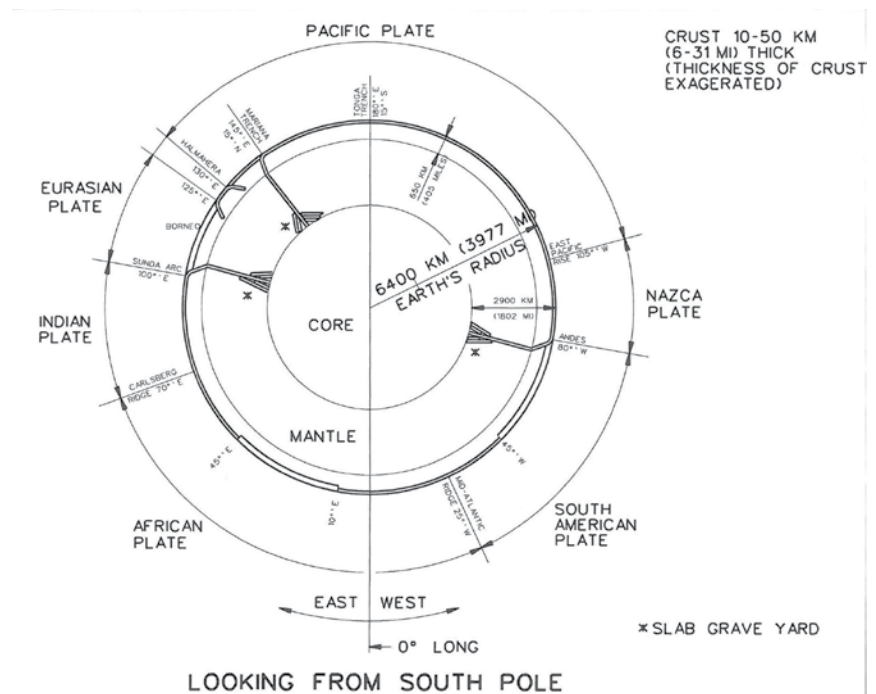 PACIFIC PLATE
CRUST 10-50 KM
(6-31 MI) THICK
(THICKNESS OF CRUST
EXAGERATED)
TONGA
TRENCH
180°'E
15°'S
MARIANA
TRENCH
145°'E
15°'N
HALMAHERA
130°'E
125°'E
EURASIAN
PLATE
BORNEO
650 KM
(405 MILES)
6400 KM (3977 MI)
EARTH'S RADIUS
EAST
PACIFIC
RISE 105°'W
SUNDA ARC
100°'E
2900 KM
(1802 MI)
NAZCA
PLATE
CORE
INDIAN
PLATE
ANDES
80°'W
CARLSBERG
RIDGE 70°'E
MANTLE
45°'E
45°'W
10°'E
MID-ATLANTIC
RIDGE 25°'W
AFRICAN
PLATE
SOUTH
AMERICAN
PLATE
EAST WEST
ж SLAB GRAVE YARD
0° LONG
LOOKING FROM SOUTH POLE